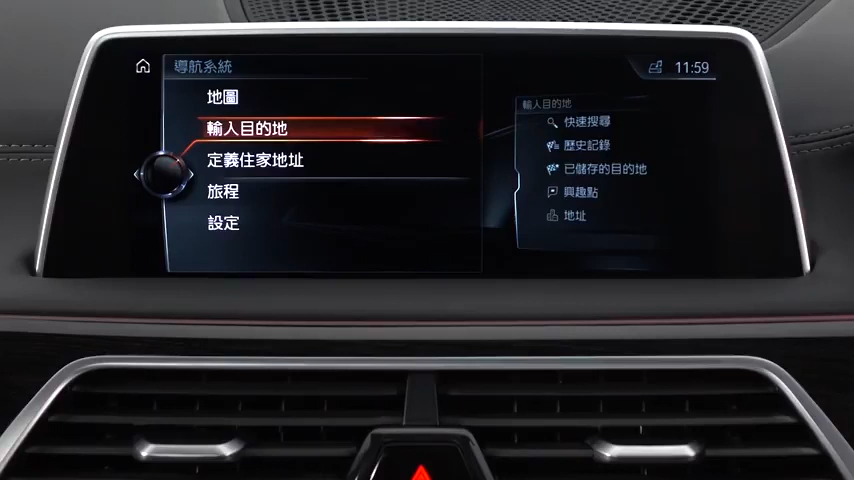 導航系統
11:59
地圖
輸入目的地
定義住家地址
旅程
設定
輸入目的地
快速搜尋
歷史記錄
已儲存的目的地
興趣點
地址